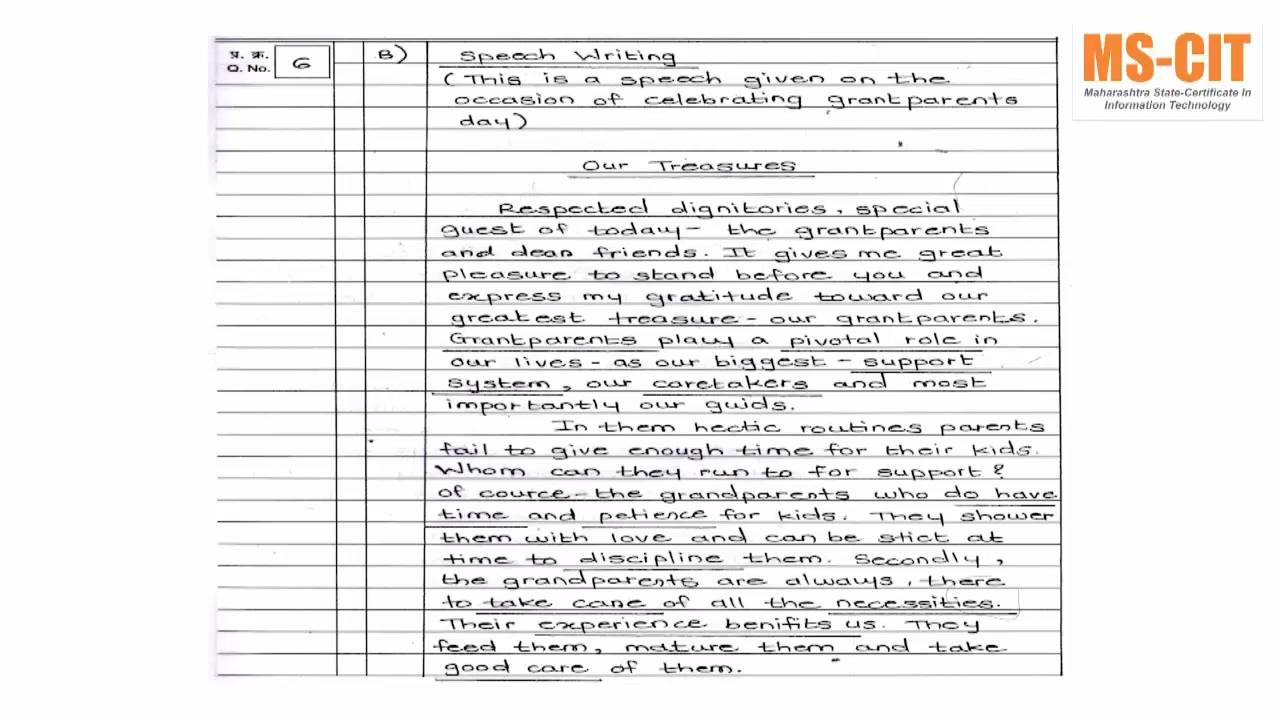 प्र. क्र.
Q. No.
6
B)
Speech Writing
(This is a speech given on the
occasion of celebrating grantparents
day)
Our Treasures
Respected dignitories, special
guest of today- the grantparents
and dear friends. It gives me great
pleasure to stand before you and
express my gratitude toward our
greatest treasure - our grantparents.
Grantparents play a pivotal role in
our lives - as our biggest - support
system, our caretakers and most
importantly our guids.
In them hectic routines parents
fail to give enough time for their kids.
Whom can they run to for support?
of cource - the grandparents who do have
time and petience for kids. They shower
them with love and can be stict at
time to discipline them. Secondly,
the grandparents are always, there
to take care of all the necessities.
Their experience benifits us. They
feed them, mature them and take
good care of them.
MS-CIT
Maharashtra State-Certificate In
Information Technology